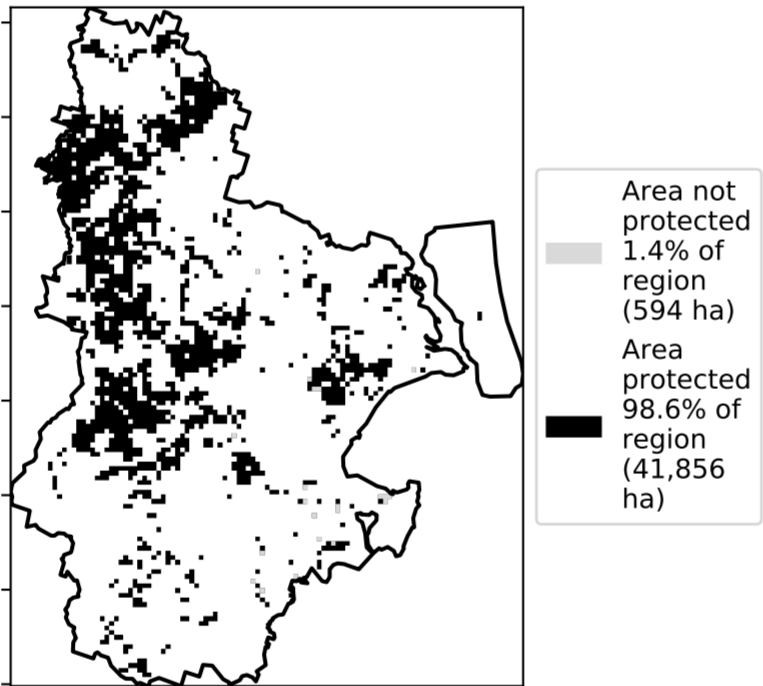 Area not
protected
1.4% of
region
(594 ha)
Area
protected
98.6% of
region
(41,856
ha)